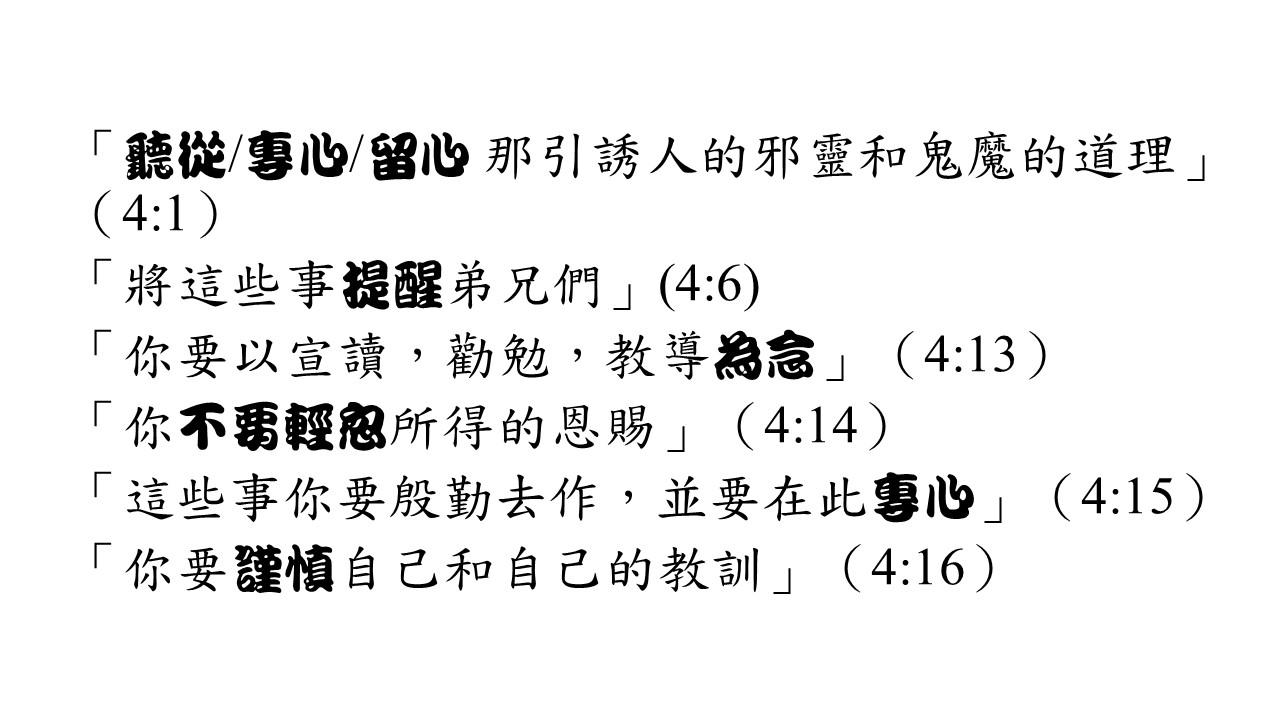 「聽從/專心/留心 那引誘人的邪靈和鬼魔的道理」
（4:1）
「將這些事提醒弟兄們」(4:6)
「你要以宣讀，勸勉，教導為念」（4:13）
「你不要輕忽所得的恩賜」（4:14）
「這些事你要殷勤去作，並要在此專心」（4:15）
「你要謹慎自己和自己的教訓」（4:16）